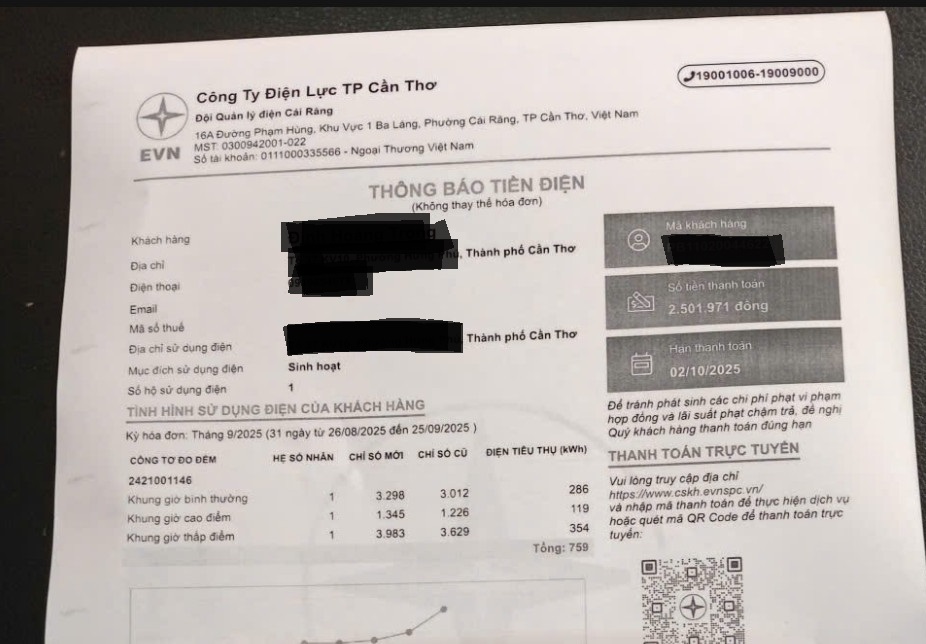 19001006-19009000
Công Ty Điện Lực TP Cần Thơ
Đội Quản lý điện Cái Răng
16A Đường Phạm Hùng, Khu Vực 1 Ba Láng, Phường Cái Răng, TP Cần Thơ, Việt Nam
MST: 0300942001-022
Số tài khoản: 0111000335566 - Ngoại Thương Việt Nam
EVN
THÔNG BÁO TIỀN ĐIỆN
(Không thay thế hóa đơn)
Khách hàng
Địa chỉ , Thành phố Cần Thơ
Điện thoại
Email
Mã số thuế
Địa chỉ sử dụng điện , Thành phố Cần Thơ
Mục đích sử dụng điện Sinh hoạt
Số hộ sử dụng điện 1
Mã khách hàng
Số tiền thanh toán
2.501.971 đồng
Hạn thanh toán
02/10/2025
Để tránh phát sinh các chi phí phạt vi phạm
hợp đồng và lãi suất phạt chậm trả, đề nghị
Quý khách hàng thanh toán đúng hạn
TÌNH HÌNH SỬ DỤNG ĐIỆN CỦA KHÁCH HÀNG
Kỳ hóa đơn: Tháng 9/2025 (31 ngày từ 26/08/2025 đến 25/09/2025 )
CÔNG TƠ ĐO ĐẾM HỆ SỐ NHÂN CHỈ SỐ MỚI CHỈ SỐ CŨ ĐIỆN TIÊU THỤ (kWh)
2421001146
Khung giờ bình thường 1 3.298 3.012 286
Khung giờ cao điểm 1 1.345 1.226 119
Khung giờ thấp điểm 1 3.983 3.629 354
Tổng: 759
THANH TOÁN TRỰC TUYẾN
Vui lòng truy cập địa chỉ
https://www.cskh.evnspc.vn/
và nhập mã thanh toán để thực hiện dịch vụ
hoặc quét mã QR Code để thanh toán trực
tuyến: